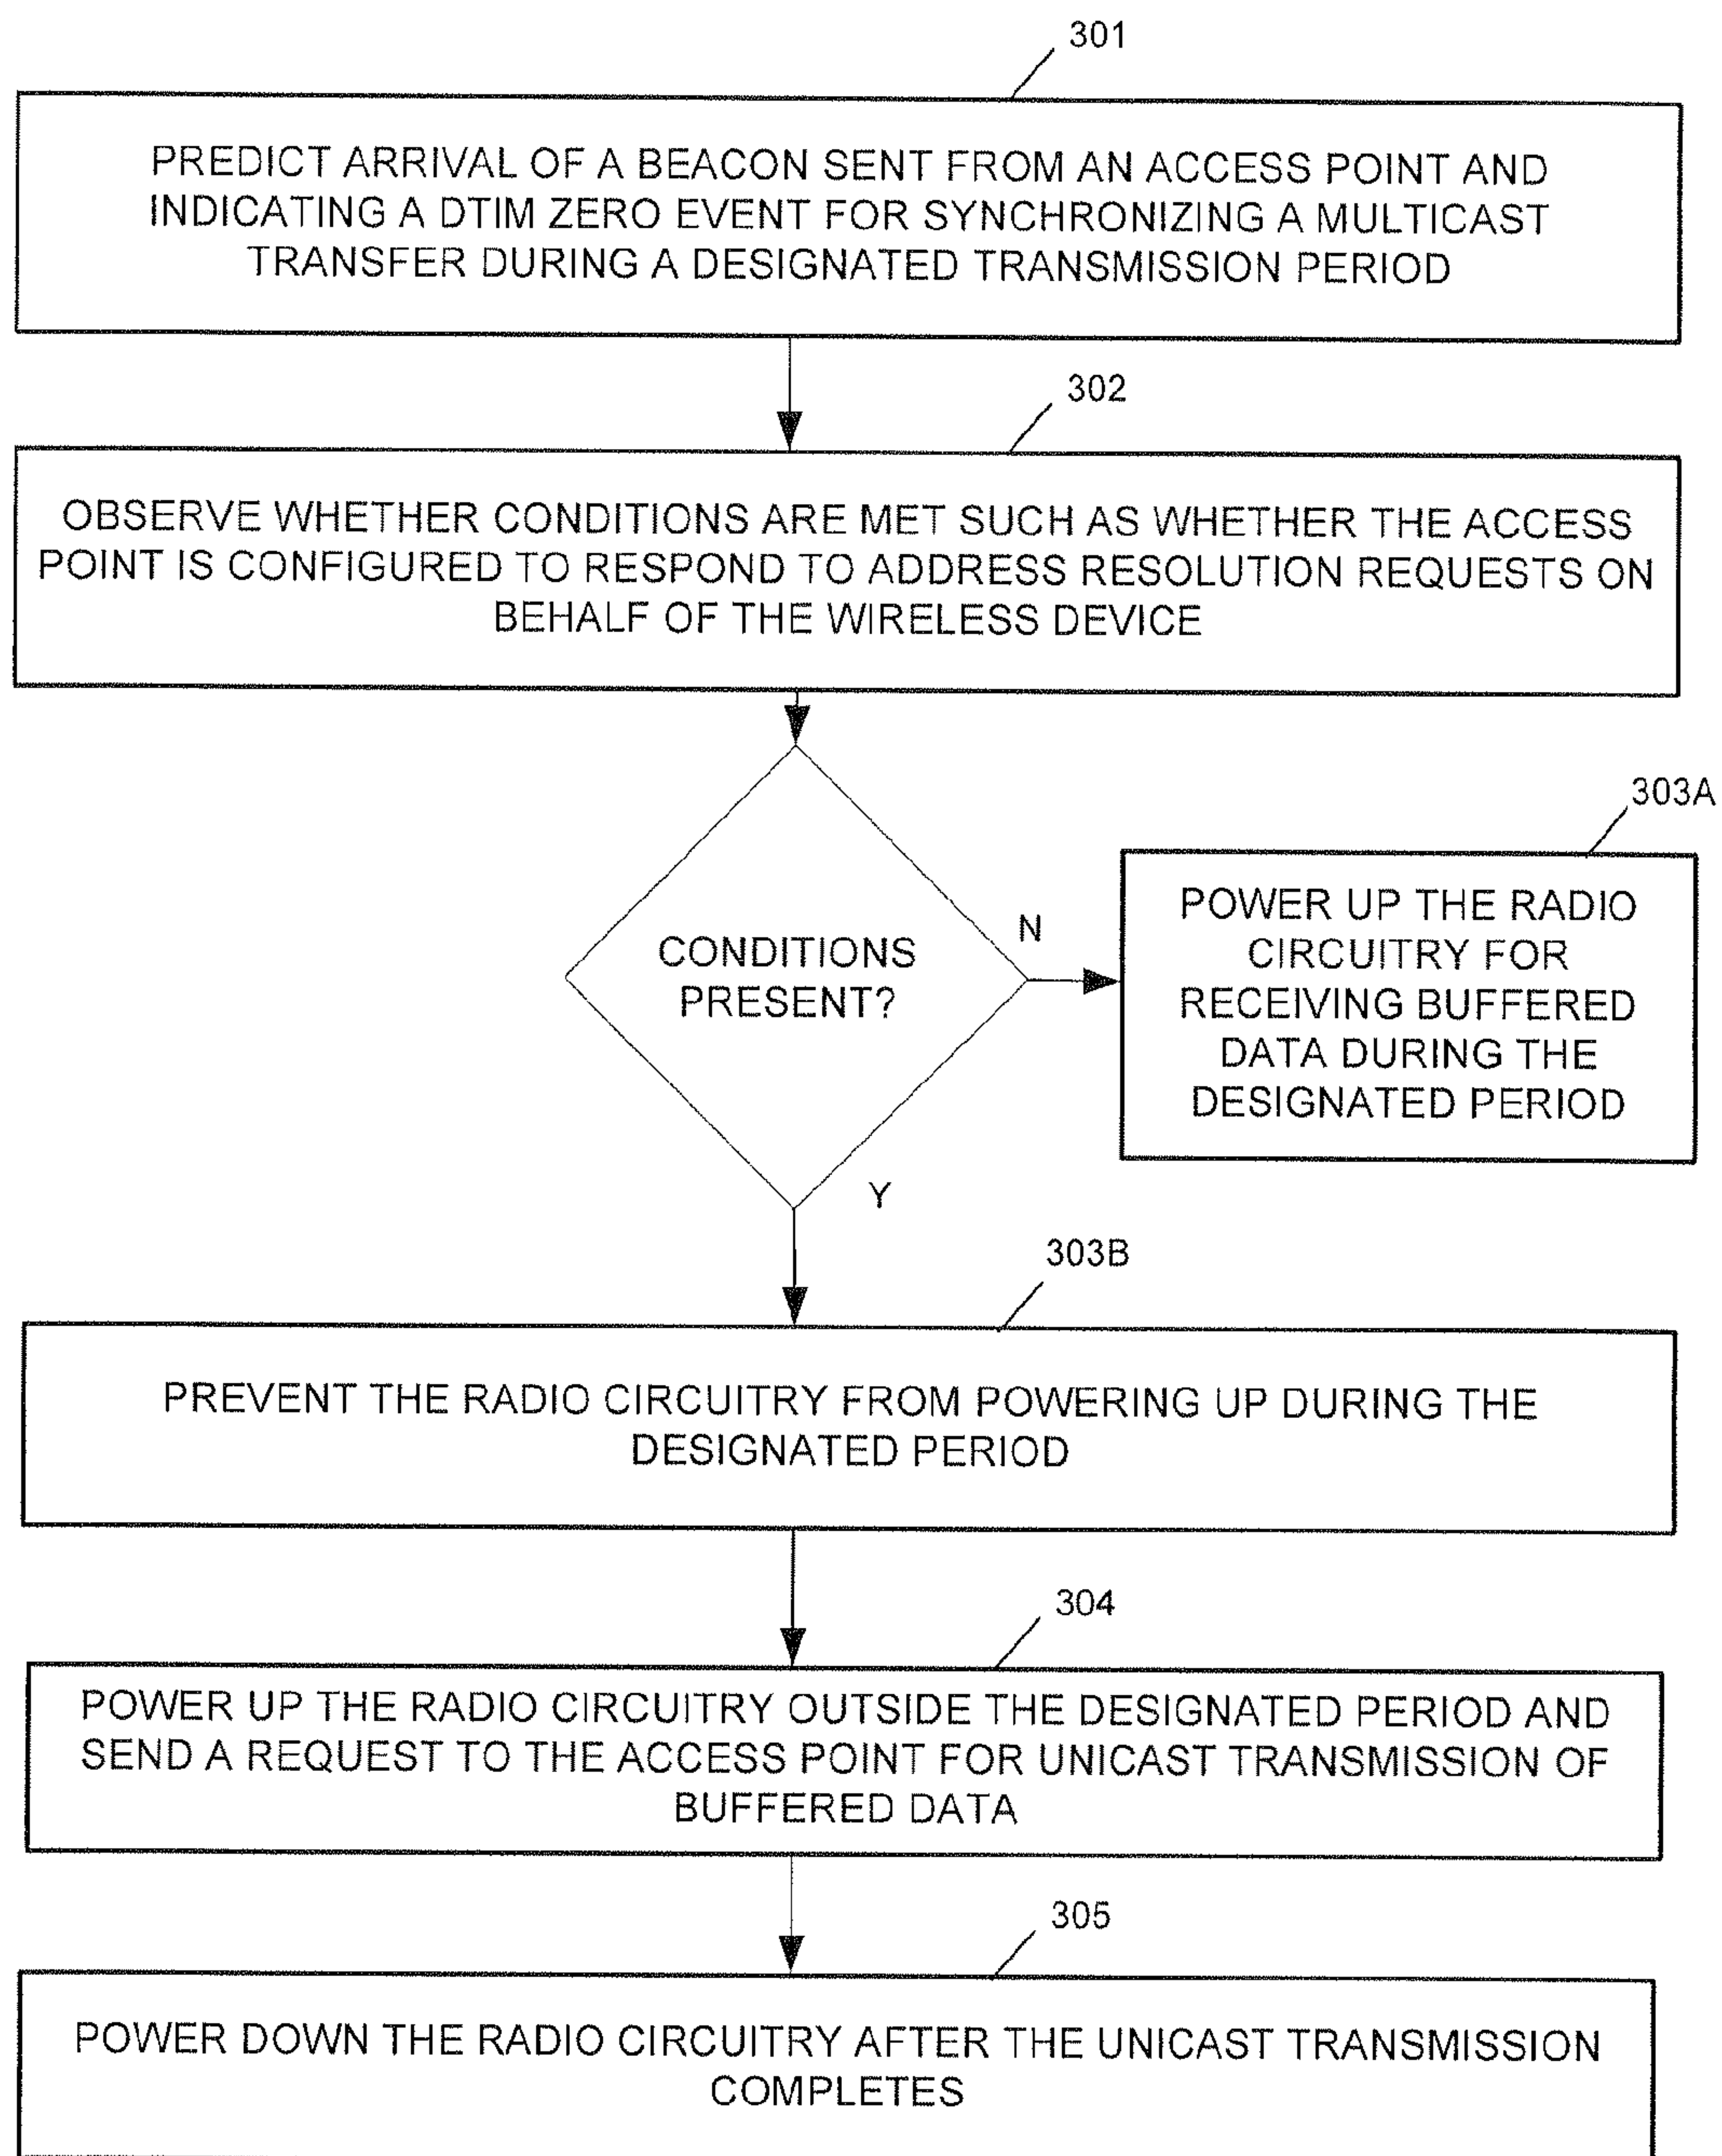 301
PREDICT ARRIVAL OF A BEACON SENT FROM AN ACCESS POINT AND
INDICATING A DTIM ZERO EVENT FOR SYNCHRONIZING A MULTICAST
TRANSFER DURING A DESIGNATED TRANSMISSION PERIOD
302
OBSERVE WHETHER CONDITIONS ARE MET SUCH AS WHETHER THE ACCESS
POINT IS CONFIGURED TO RESPOND TO ADDRESS RESOLUTION REQUESTS ON
BEHALF OF THE WIRELESS DEVICE
CONDITIONS
PRESENT?
N
303A
POWER UP THE RADIO
CIRCUITRY FOR
RECEIVING BUFFERED
DATA DURING THE
DESIGNATED PERIOD
Y
303B
PREVENT THE RADIO CIRCUITRY FROM POWERING UP DURING THE
DESIGNATED PERIOD
304
POWER UP THE RADIO CIRCUITRY OUTSIDE THE DESIGNATED PERIOD AND
SEND A REQUEST TO THE ACCESS POINT FOR UNICAST TRANSMISSION OF
BUFFERED DATA
305
POWER DOWN THE RADIO CIRCUITRY AFTER THE UNICAST TRANSMISSION
COMPLETES